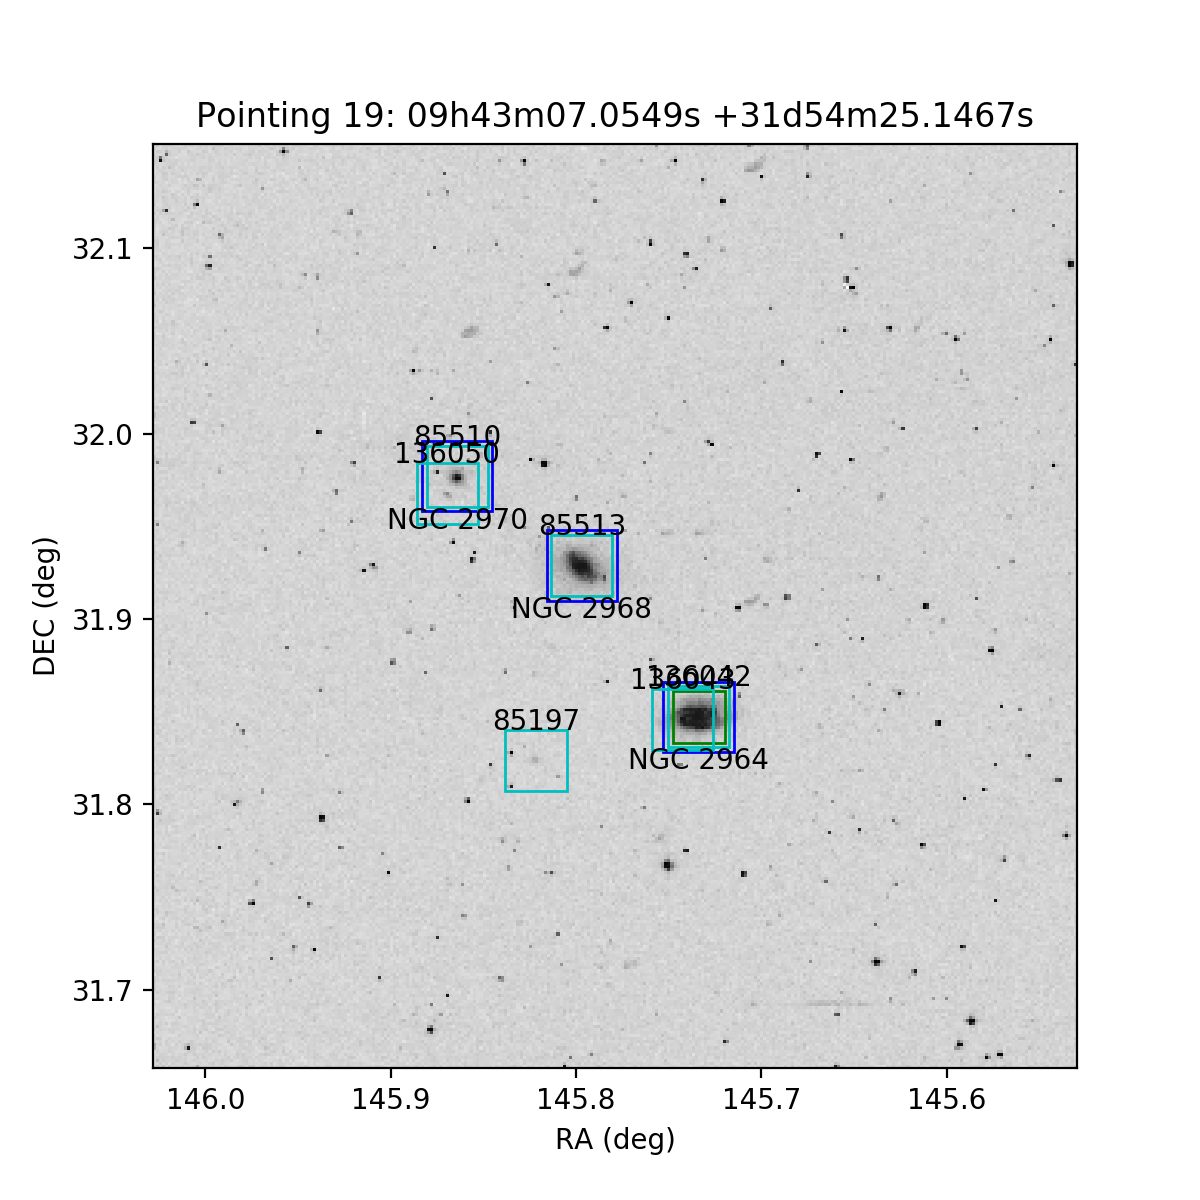 Pointing 19: 09h43m07.0549s +31d54m25.1467s
32.1
32.0
31.9
31.8
31.7
DEC (deg)
85510
136050
NGC 2970
85513
NGC 2968
136042
136043
NGC 2964
85197
146.0
145.9
145.8
145.7
145.6
RA (deg)